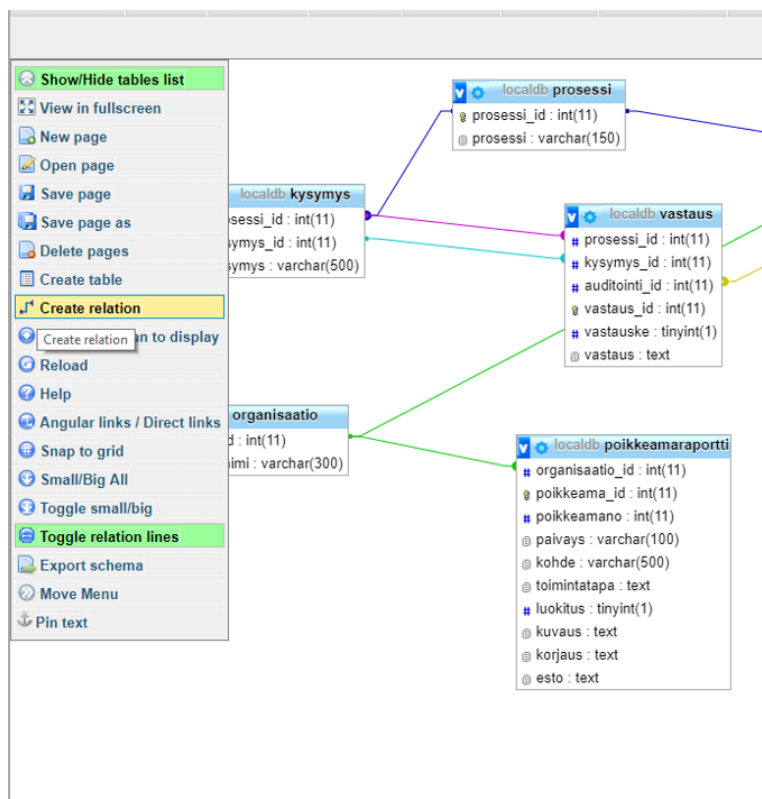 Show/Hide tables list
View in fullscreen
New page
Open page
Save page
Save page as
Delete pages
Create table
Create relation
Create relation
to display
Reload
Help
Angular links / Direct links
Snap to grid
Small/Big All
Toggle small/big
Toggle relation lines
Export schema
Move Menu
Pin text
localdb prosessi
prosessi_id : int(11)
prosessi : varchar(150)
localdb kysymys
: int(11)
: int(11)
: varchar(500)
localdb vastaus
prosessi_id : int(11)
kysymys_id : int(11)
auditointi_id : int(11)
vastaus_id : int(11)
vastauske : tinyint(1)
vastaus : text
organisaatio
: int(11)
: varchar(300)
localdb poikkeamaraportti
organisaatio_id : int(11)
poikkeama_id : int(11)
poikkeamano : int(11)
paivays : varchar(100)
kohde : varchar(500)
toimintatapa : text
luokitus : tinyint(1)
kuvaus : text
korjaus : text
esto : text